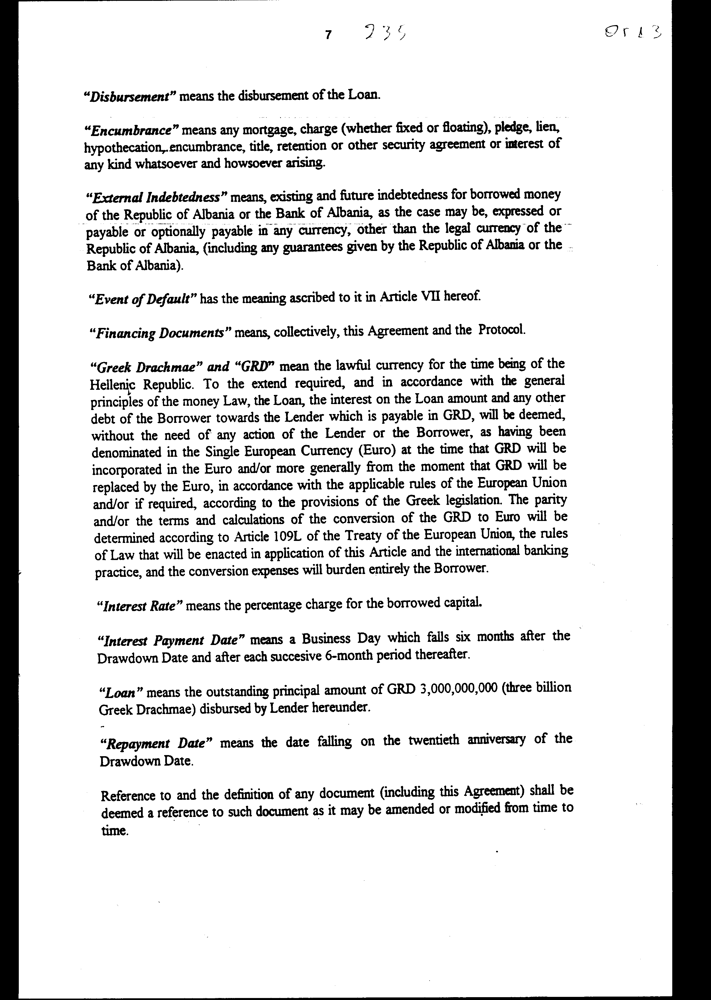 7 235
“Disbursement” means the disbursement of the Loan.
“Encumbrance” means any mortgage, charge (whether fixed or floating), pledge, lien,
hypothecation, encumbrance, title, retention or other security agreement or interest of
any kind whatsoever and howsoever arising.
“External Indebtedness” means, existing and future indebtedness for borrowed money
of the Republic of Albania or the Bank of Albania, as the case may be, expressed or
payable or optionally payable in any currency, other than the legal currency of the
Republic of Albania, (including any guarantees given by the Republic of Albania or the
Bank of Albania).
“Event of Default” has the meaning ascribed to it in Article VII hereof.
“Financing Documents” means, collectively, this Agreement and the Protocol.
“Greek Drachmae” and “GRD” mean the lawful currency for the time being of the
Hellenic Republic. To the extend required, and in accordance with the general
principles of the money Law, the Loan, the interest on the Loan amount and any other
debt of the Borrower towards the Lender which is payable in GRD, will be deemed,
without the need of any action of the Lender or the Borrower, as having been
denominated in the Single European Currency (Euro) at the time that GRD will be
incorporated in the Euro and/or more generally from the moment that GRD will be
replaced by the Euro, in accordance with the applicable rules of the European Union
and/or if required, according to the provisions of the Greek legislation. The parity
and/or the terms and calculations of the conversion of the GRD to Euro will be
determined according to Article 109L of the Treaty of the European Union, the rules
of Law that will be enacted in application of this Article and the international banking
practice, and the conversion expenses will burden entirely the Borrower.
“Interest Rate” means the percentage charge for the borrowed capital.
“Interest Payment Date” means a Business Day which falls six months after the
Drawdown Date and after each succesive 6-month period thereafter.
“Loan” means the outstanding principal amount of GRD 3,000,000,000 (three billion
Greek Drachmae) disbursed by Lender hereunder.
“Repayment Date” means the date falling on the twentieth anniversary of the
Drawdown Date.
Reference to and the definition of any document (including this Agreement) shall be
deemed a reference to such document as it may be amended or modified from time to
time.